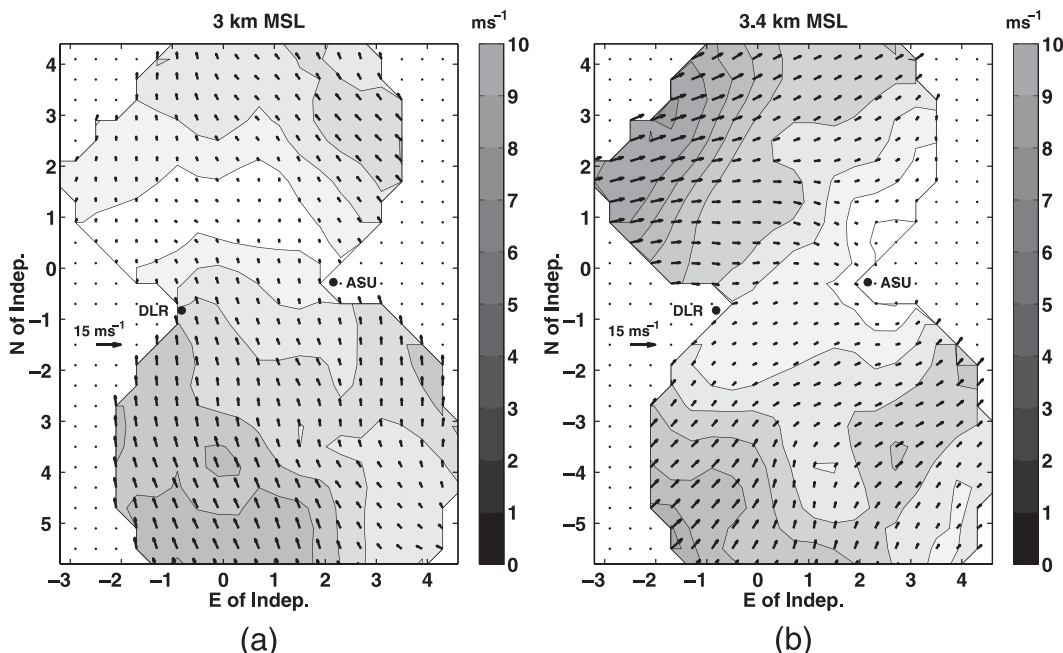 3 km MSL
ms⁻¹
4
3
2
1
0
−1
−2
−3
−4
5
N of Indep.
−3 −2 −1 0 1 2 3 4
E of Indep.
DLR
ASU
15 ms⁻¹
10
9
8
7
6
5
4
3
2
1
0
(a)
3.4 km MSL
ms⁻¹
4
3
2
1
0
−1
−2
−3
−4
−5
N of Indep.
−3 −2 −1 0 1 2 3 4
E of Indep.
DLR
ASU
15 ms⁻¹
10
9
8
7
6
5
4
3
2
1
0
(b)